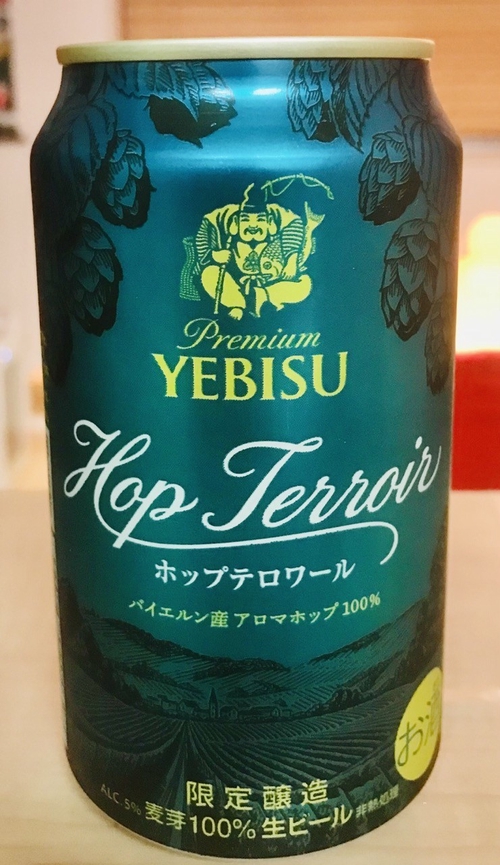 Premium
YEBISU
Hop Terroir
ホップテロワール
バイエルン産 アロマホップ100%
お酒
限定醸造
ALC. 5% 麦芽100% 生ビール 非熱処理